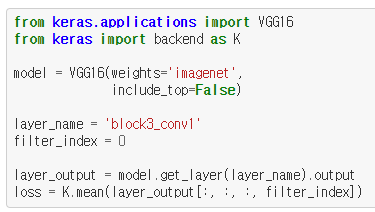 from keras.applications import VGG16
from keras import backend as K
model = VGG16(weights='imagenet',
include_top=False)
layer_name = 'block3_conv1'
filter_index = 0
layer_output = model.get_layer(layer_name).output
loss = K.mean(layer_output[:, :, :, filter_index])